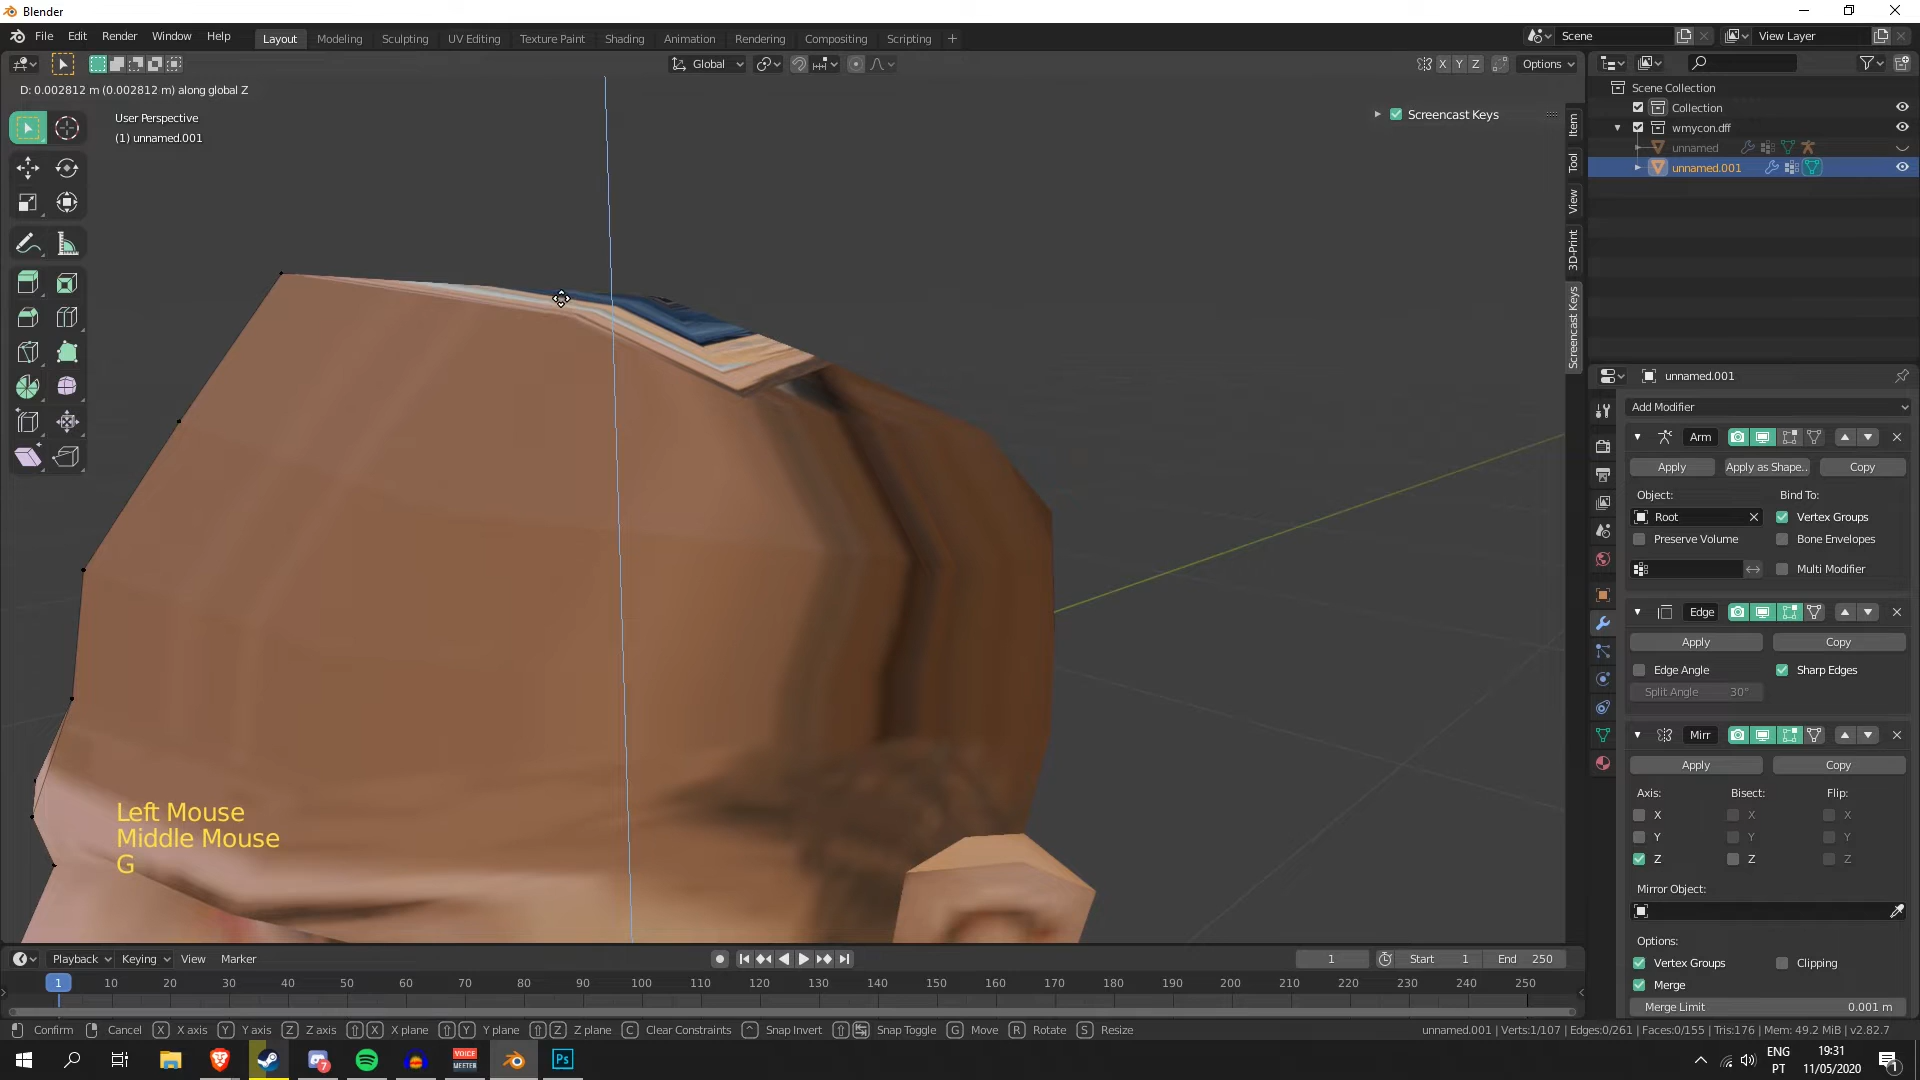 Blender
File Edit Render Window Help
Layout Modeling Sculpting UV Editing Texture Paint Shading Animation Rendering Compositing Scripting +
Scene
View Layer
Global
X Y Z
Options
D: 0.002812 m (0.002812 m) along global Z
User Perspective
(1) unnamed.001
Screencast Keys
Item
Tool
View
3D-Print
Screencast Keys
Scene Collection
Collection
wmycon.dff
unnamed
unnamed.001
unnamed.001
Add Modifier
Arm
Apply Apply as Shape.. Copy
Object: Bind To:
Root Vertex Groups
Preserve Volume Bone Envelopes
Multi Modifier
Edge
Apply Copy
Edge Angle Sharp Edges
Split Angle 30°
Mirr
Apply Copy
Axis: Bisect: Flip:
X X X
Y Y Y
Z Z Z
Mirror Object:
Options:
Vertex Groups Clipping
Merge
Merge Limit 0.001 m
Left Mouse
Middle Mouse
G
Playback Keying View Marker
1 Start 1 End 250
1 10 20 30 40 50 60 70 80 90 100 110 120 130 140 150 160 170 180 190 200 210 220 230 240 250
Confirm Cancel X X axis Y Y axis Z Z axis X X plane Y Y plane Z Z plane C Clear Constraints ^ Snap Invert Snap Toggle G Move R Rotate S Resize
unnamed.001 | Verts:1/107 | Edges:0/261 | Faces:0/155 | Tris:176 | Mem: 49.2 MiB | v2.82.7
7
VOICE
MEETER
Ps
ENG
PT
19:31
11/05/2020
1